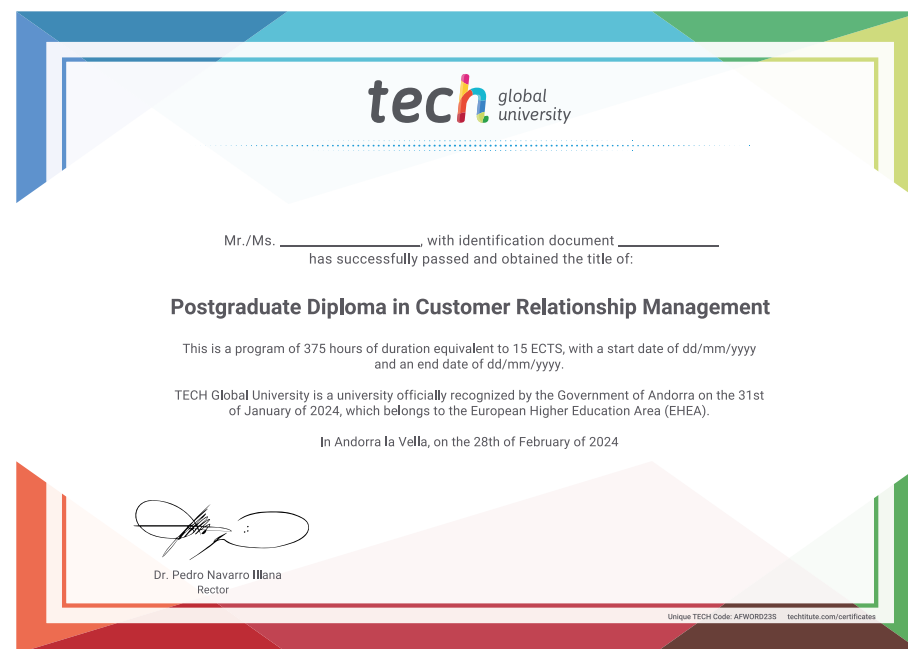 tech global university
Mr./Ms. ____________________, with identification document ______________
has successfully passed and obtained the title of:
Postgraduate Diploma in Customer Relationship Management
This is a program of 375 hours of duration equivalent to 15 ECTS, with a start date of dd/mm/yyyy
and an end date of dd/mm/yyyy.
TECH Global University is a university officially recognized by the Government of Andorra on the 31st
of January of 2024, which belongs to the European Higher Education Area (EHEA).
In Andorra la Vella, on the 28th of February of 2024
Dr. Pedro Navarro Illana
Rector
Unique TECH Code: AFWORD23S techtitute.com/certificates